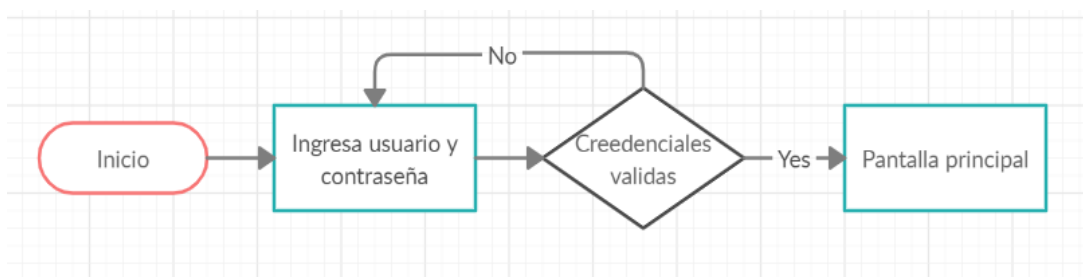 No
Inicio
Ingresa usuario y
contraseña
Creedenciales
validas
Yes
Pantalla principal